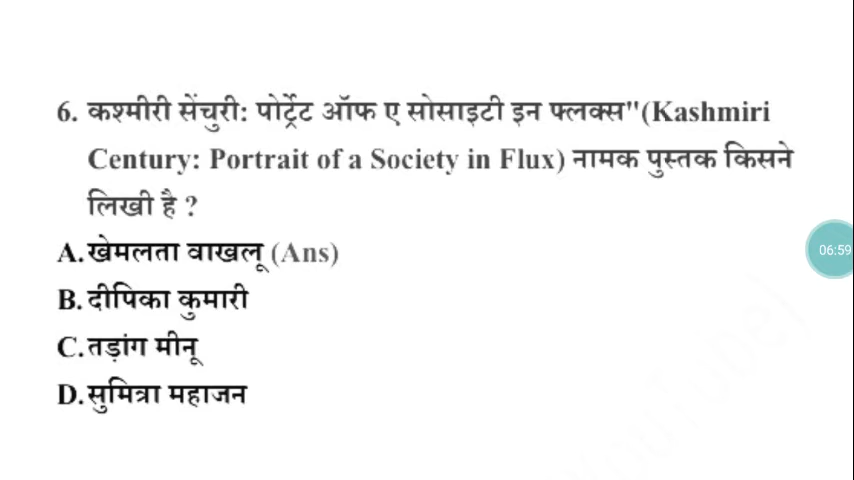 6. कश्मीरी सेंचुरी: पोर्ट्रेट ऑफ ए सोसाइटी इन फ्लक्स"(Kashmiri
Century: Portrait of a Society in Flux) नामक पुस्तक किसने
लिखी है ?
A.खेमलता वाखलू (Ans)
06:59
B. दीपिका कुमारी
C.तड़ांग मीनू
D.सुमित्रा महाजन